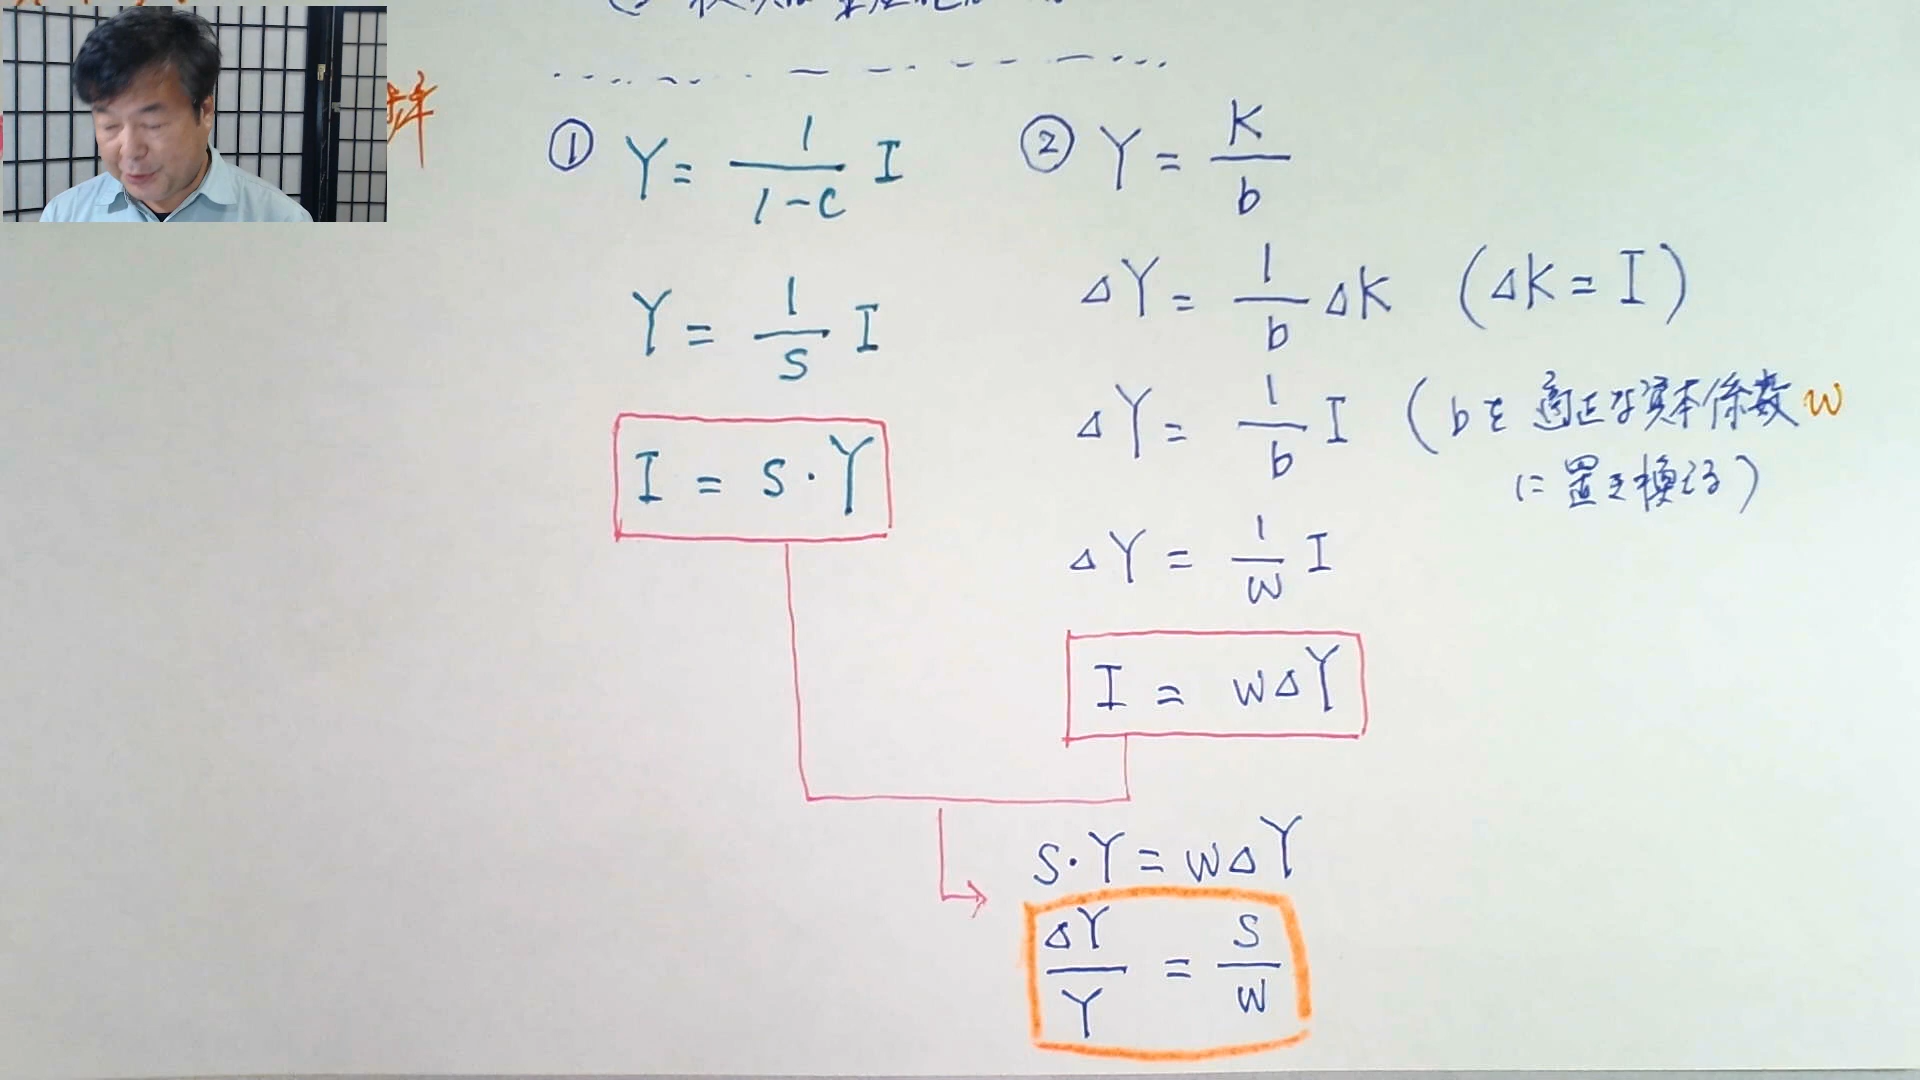 ① Y = 1/(1-c) I
Y = 1/s I
I = s・Y
② Y = K/b
ΔY = 1/b ΔK (ΔK = I)
ΔY = 1/b I (bを適正な資本係数w
に置き換える)
ΔY = 1/w I
I = wΔY
s・Y = wΔY
ΔY/Y = s/w